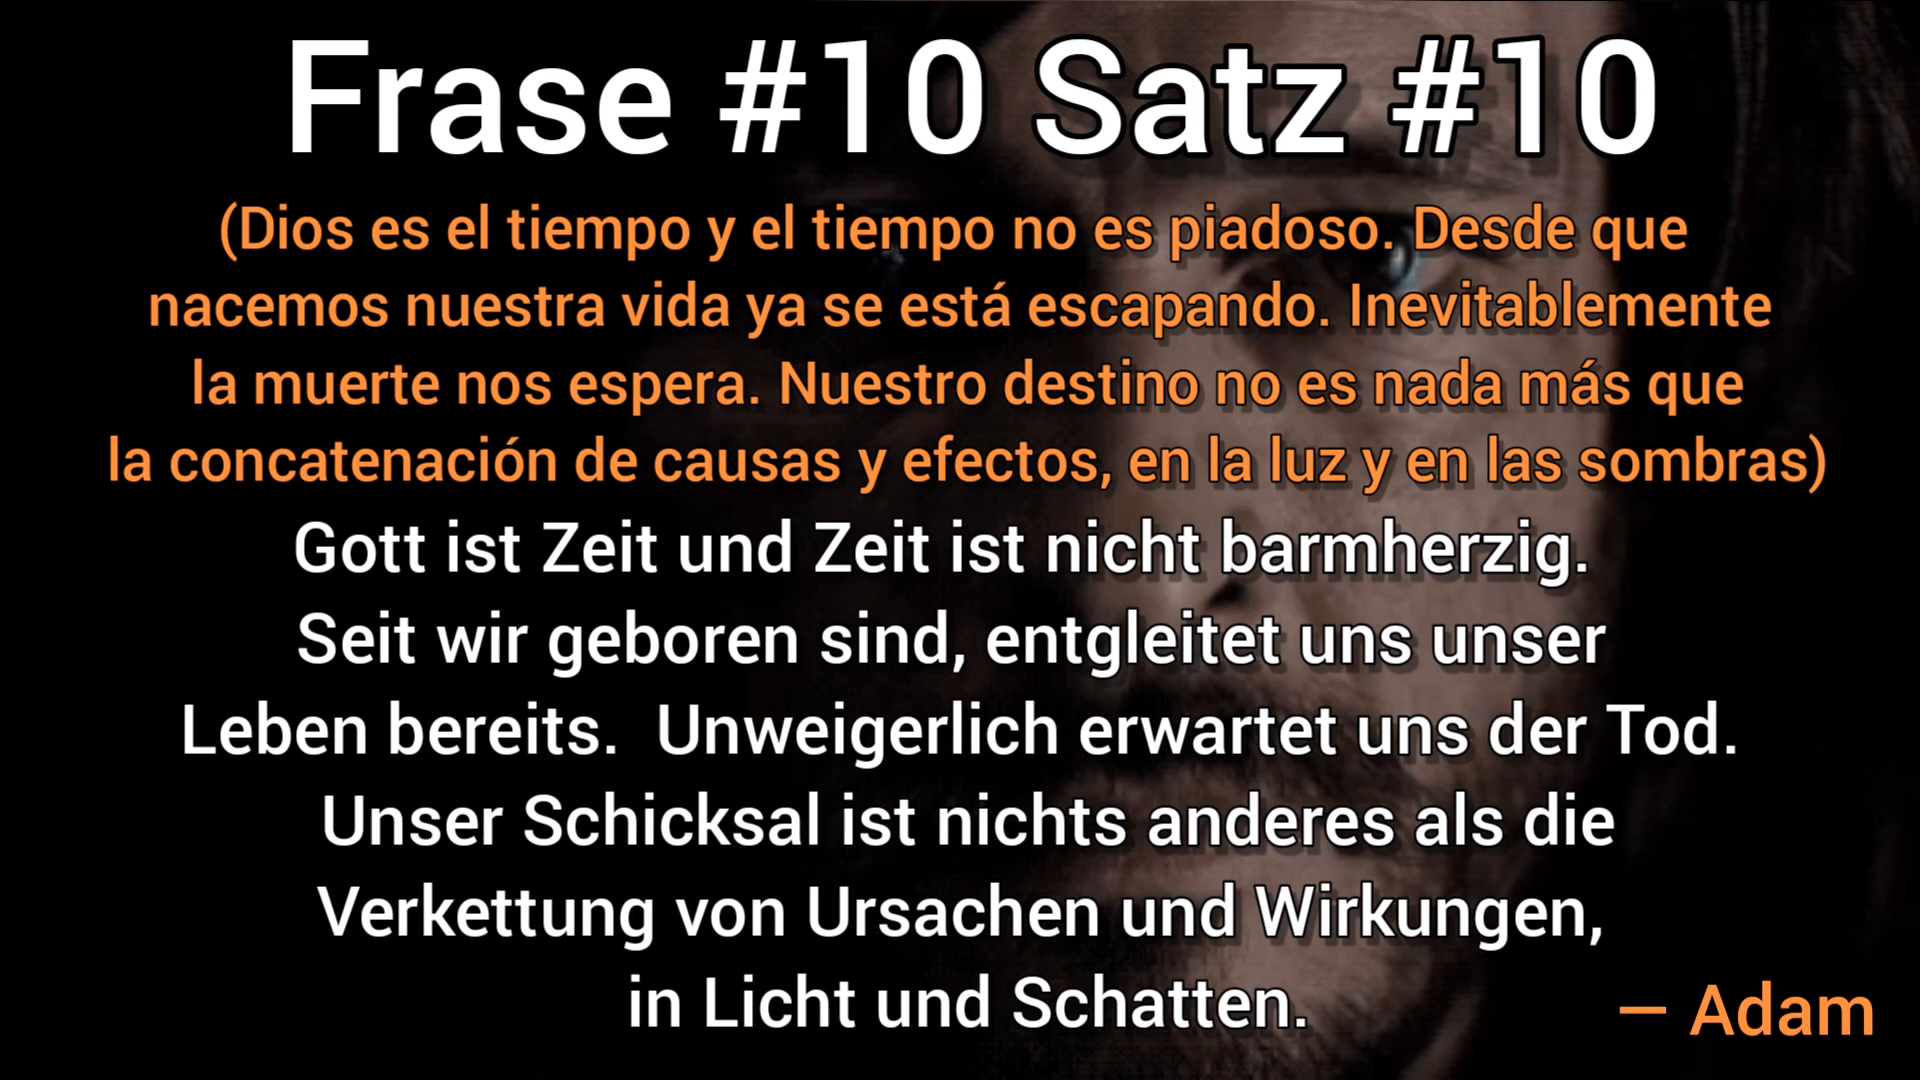 Frase #10 Satz #10
(Dios es el tiempo y el tiempo no es piadoso. Desde que
nacemos nuestra vida ya se está escapando. Inevitablemente
la muerte nos espera. Nuestro destino no es nada más que
la concatenación de causas y efectos, en la luz y en las sombras)
Gott ist Zeit und Zeit ist nicht barmherzig.
Seit wir geboren sind, entgleitet uns unser
Leben bereits.  Unweigerlich erwartet uns der Tod.
Unser Schicksal ist nichts anderes als die
Verkettung von Ursachen und Wirkungen,
in Licht und Schatten.
— Adam